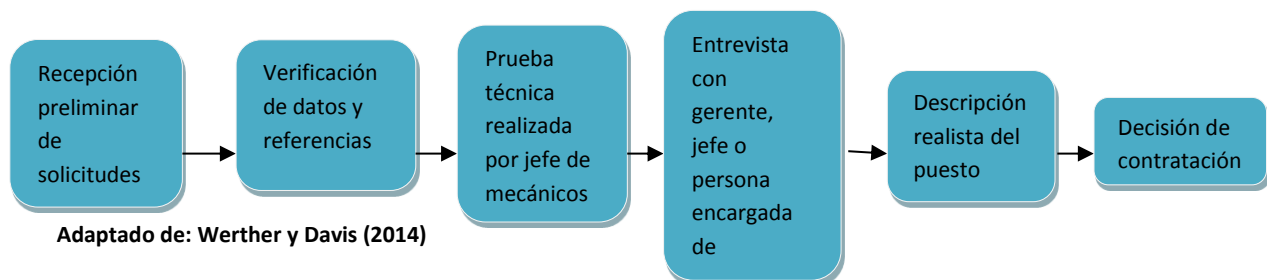 Recepción
preliminar
de
solicitudes
Verificación
de datos y
referencias
Prueba
técnica
realizada
por jefe de
mecánicos
Entrevista
con
gerente,
jefe o
persona
encargada
de
Descripción
realista del
puesto
Decisión de
contratación
Adaptado de: Werther y Davis (2014)